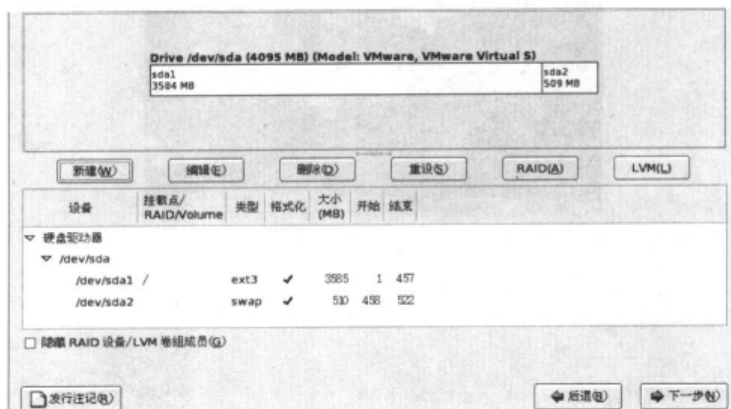 Drive /dev/sda (4095 MB) (Model: VMware, VMware Virtual S)
sda1 sda2
3584 MB 509 MB
新建(W) 编辑(E) 删除(D) 重设(S) RAID(A) LVM(L)
设备 挂载点/ RAID/Volume 类型 格式化 大小 (MB) 开始 结束
硬盘驱动器
/dev/sda
/dev/sda1 / ext3 ✓ 3585 1 457
/dev/sda2 swap ✓ 510 458 522
隐藏 RAID 设备/LVM 卷组成员(G)
发行注记(R) 后退(B) 下一步(N)